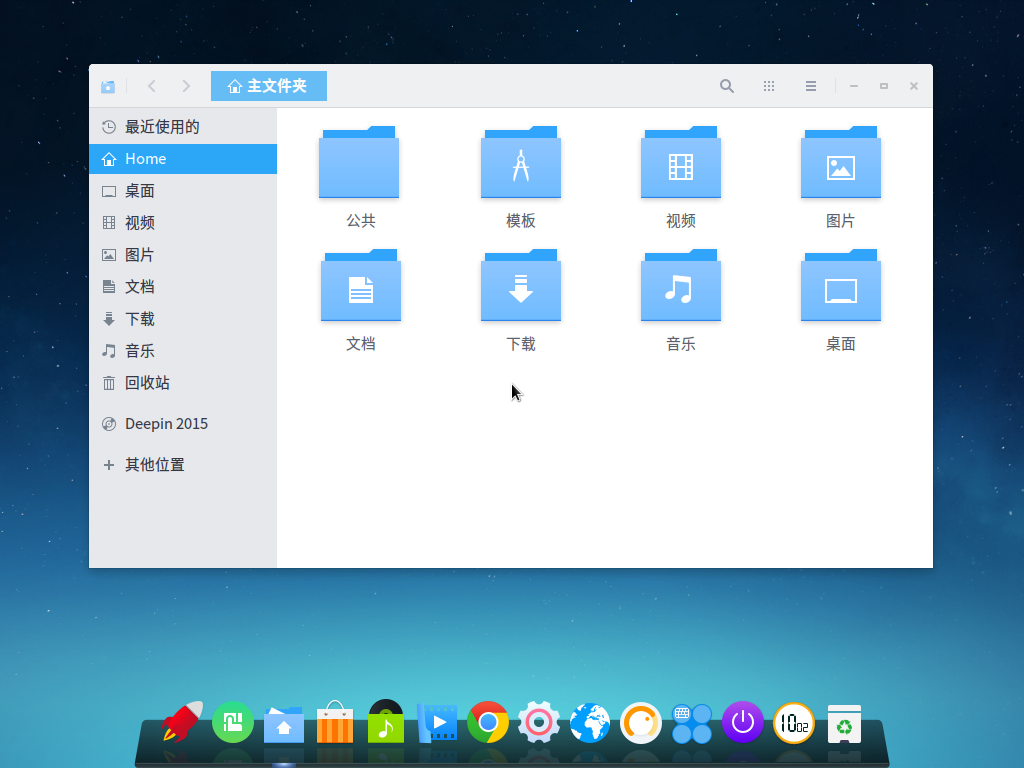 主文件夹
最近使用的
Home
桌面
视频
图片
文档
下载
音乐
回收站
Deepin 2015
其他位置
公共
模板
视频
图片
文档
下载
音乐
桌面
10 02